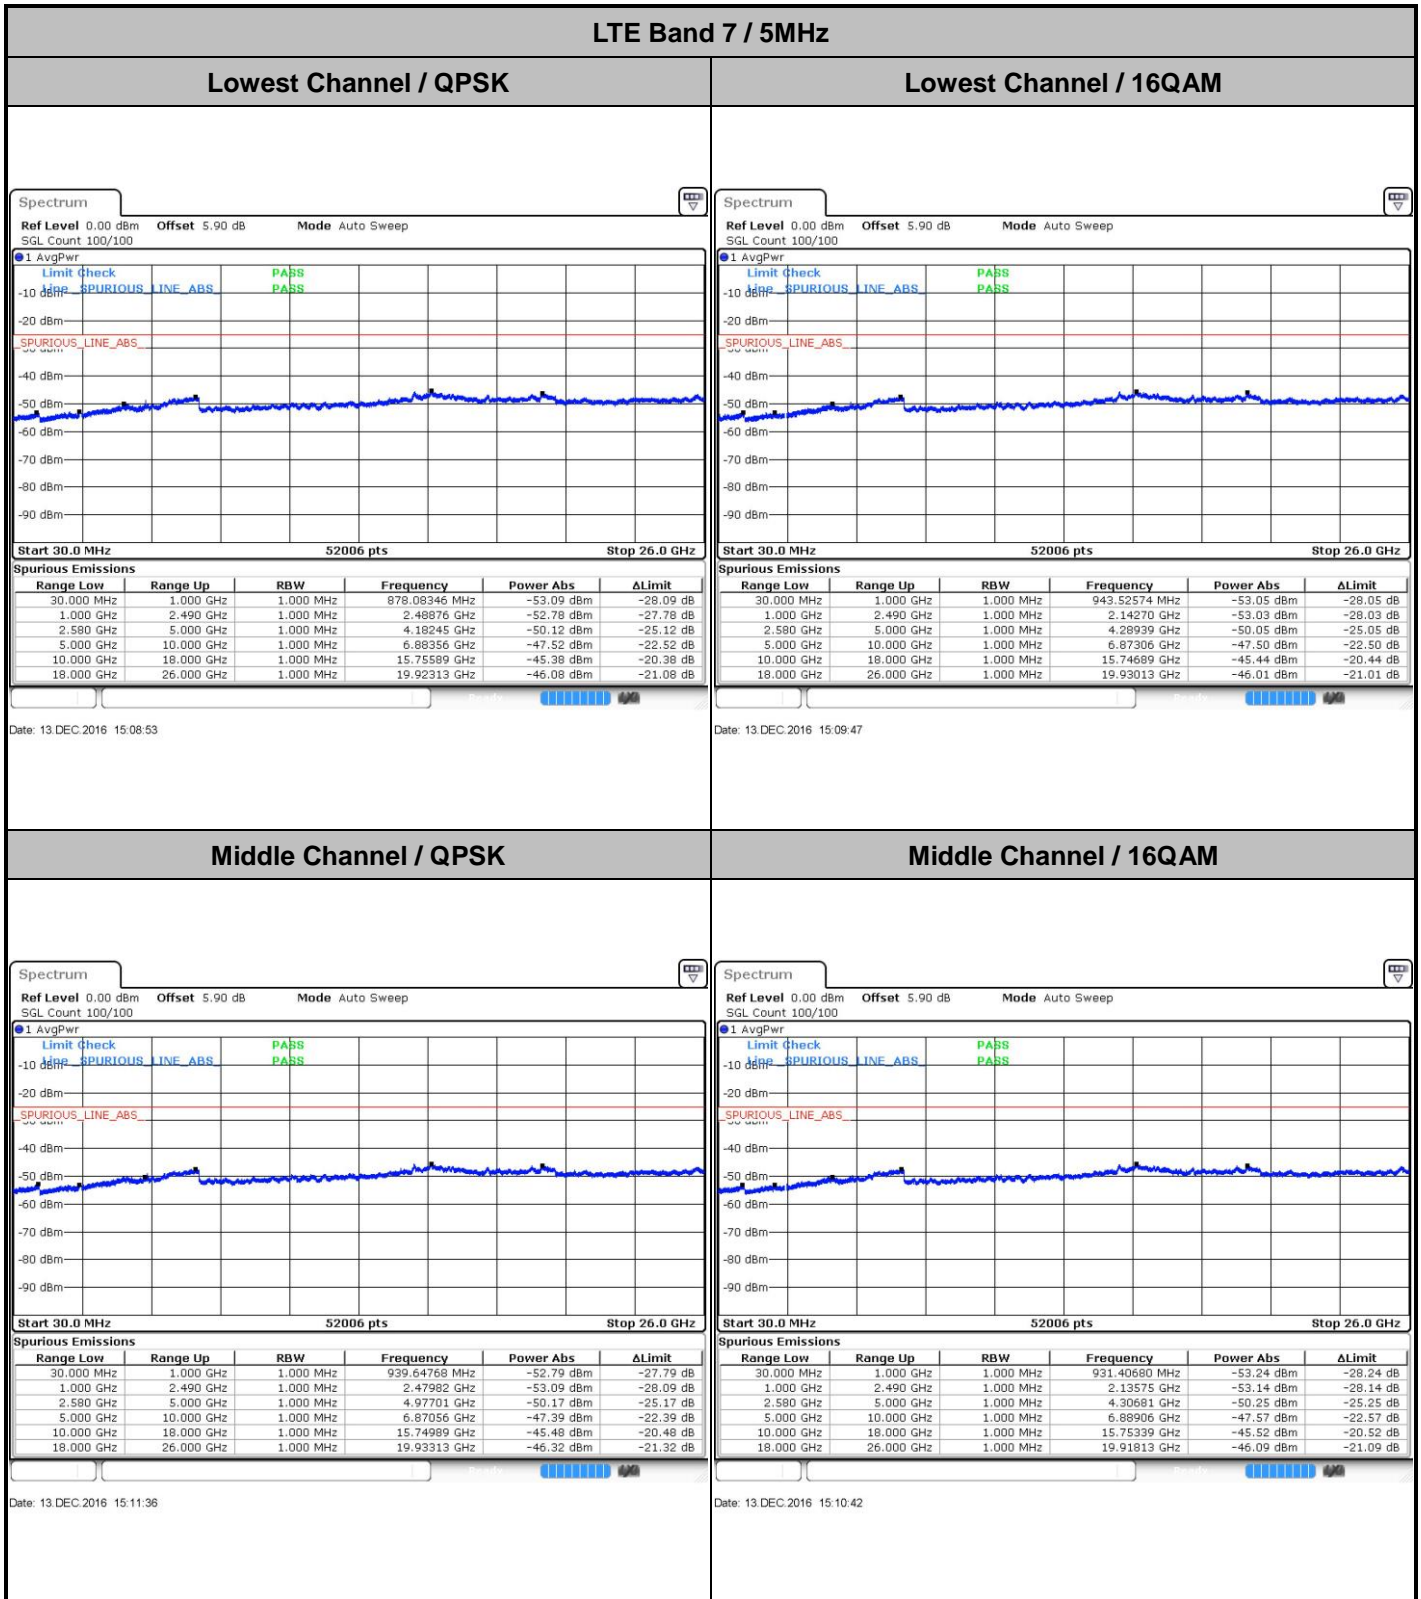 LTE Band 7 / 5MHz
Lowest Channel / QPSK
Lowest Channel / 16QAM
Spectrum
Ref Level 0.00 dBm Offset 5.90 dB Mode Auto Sweep
SGL Count 100/100
1 AvgPwr
Limit Check PASS
-10 dBm Line _SPURIOUS_LINE_ABS_ PASS
-20 dBm
_SPURIOUS_LINE_ABS_
-30 dBm
-40 dBm
-50 dBm
-60 dBm
-70 dBm
-80 dBm
-90 dBm
Start 30.0 MHz 52006 pts Stop 26.0 GHz
Spurious Emissions
Range Low Range Up RBW Frequency Power Abs ΔLimit
30.000 MHz 1.000 GHz 1.000 MHz 878.08346 MHz -53.09 dBm -28.09 dB
1.000 GHz 2.490 GHz 1.000 MHz 2.48876 GHz -52.78 dBm -27.78 dB
2.580 GHz 5.000 GHz 1.000 MHz 4.18245 GHz -50.12 dBm -25.12 dB
5.000 GHz 10.000 GHz 1.000 MHz 6.88356 GHz -47.52 dBm -22.52 dB
10.000 GHz 18.000 GHz 1.000 MHz 15.75589 GHz -45.38 dBm -20.38 dB
18.000 GHz 26.000 GHz 1.000 MHz 19.92313 GHz -46.08 dBm -21.08 dB
Date: 13.DEC.2016 15:08:53
Spectrum
Ref Level 0.00 dBm Offset 5.90 dB Mode Auto Sweep
SGL Count 100/100
1 AvgPwr
Limit Check PASS
-10 dBm Line _SPURIOUS_LINE_ABS_ PASS
-20 dBm
_SPURIOUS_LINE_ABS_
-30 dBm
-40 dBm
-50 dBm
-60 dBm
-70 dBm
-80 dBm
-90 dBm
Start 30.0 MHz 52006 pts Stop 26.0 GHz
Spurious Emissions
Range Low Range Up RBW Frequency Power Abs ΔLimit
30.000 MHz 1.000 GHz 1.000 MHz 943.52574 MHz -53.05 dBm -28.05 dB
1.000 GHz 2.490 GHz 1.000 MHz 2.14270 GHz -53.03 dBm -28.03 dB
2.580 GHz 5.000 GHz 1.000 MHz 4.28939 GHz -50.05 dBm -25.05 dB
5.000 GHz 10.000 GHz 1.000 MHz 6.87306 GHz -47.50 dBm -22.50 dB
10.000 GHz 18.000 GHz 1.000 MHz 15.74689 GHz -45.44 dBm -20.44 dB
18.000 GHz 26.000 GHz 1.000 MHz 19.93013 GHz -46.01 dBm -21.01 dB
Date: 13.DEC.2016 15:09:47
Middle Channel / QPSK
Middle Channel / 16QAM
Spectrum
Ref Level 0.00 dBm Offset 5.90 dB Mode Auto Sweep
SGL Count 100/100
1 AvgPwr
Limit Check PASS
-10 dBm Line _SPURIOUS_LINE_ABS_ PASS
-20 dBm
_SPURIOUS_LINE_ABS_
-30 dBm
-40 dBm
-50 dBm
-60 dBm
-70 dBm
-80 dBm
-90 dBm
Start 30.0 MHz 52006 pts Stop 26.0 GHz
Spurious Emissions
Range Low Range Up RBW Frequency Power Abs ΔLimit
30.000 MHz 1.000 GHz 1.000 MHz 939.64768 MHz -52.79 dBm -27.79 dB
1.000 GHz 2.490 GHz 1.000 MHz 2.47982 GHz -53.09 dBm -28.09 dB
2.580 GHz 5.000 GHz 1.000 MHz 4.97701 GHz -50.17 dBm -25.17 dB
5.000 GHz 10.000 GHz 1.000 MHz 6.87056 GHz -47.39 dBm -22.39 dB
10.000 GHz 18.000 GHz 1.000 MHz 15.74989 GHz -45.48 dBm -20.48 dB
18.000 GHz 26.000 GHz 1.000 MHz 19.93313 GHz -46.32 dBm -21.32 dB
Date: 13.DEC.2016 15:11:36
Spectrum
Ref Level 0.00 dBm Offset 5.90 dB Mode Auto Sweep
SGL Count 100/100
1 AvgPwr
Limit Check PASS
-10 dBm Line _SPURIOUS_LINE_ABS_ PASS
-20 dBm
_SPURIOUS_LINE_ABS_
-30 dBm
-40 dBm
-50 dBm
-60 dBm
-70 dBm
-80 dBm
-90 dBm
Start 30.0 MHz 52006 pts Stop 26.0 GHz
Spurious Emissions
Range Low Range Up RBW Frequency Power Abs ΔLimit
30.000 MHz 1.000 GHz 1.000 MHz 931.40680 MHz -53.24 dBm -28.24 dB
1.000 GHz 2.490 GHz 1.000 MHz 2.13575 GHz -53.14 dBm -28.14 dB
2.580 GHz 5.000 GHz 1.000 MHz 4.30681 GHz -50.25 dBm -25.25 dB
5.000 GHz 10.000 GHz 1.000 MHz 6.88906 GHz -47.57 dBm -22.57 dB
10.000 GHz 18.000 GHz 1.000 MHz 15.75339 GHz -45.52 dBm -20.52 dB
18.000 GHz 26.000 GHz 1.000 MHz 19.91813 GHz -46.09 dBm -21.09 dB
Date: 13.DEC.2016 15:10:42